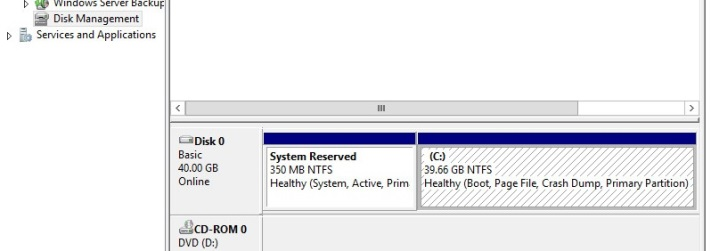 Windows Server Backup
Disk Management
Services and Applications
Disk 0
Basic
40.00 GB
Online
System Reserved
350 MB NTFS
Healthy (System, Active, Prim
(C:)
39.66 GB NTFS
Healthy (Boot, Page File, Crash Dump, Primary Partition)
CD-ROM 0
DVD (D:)